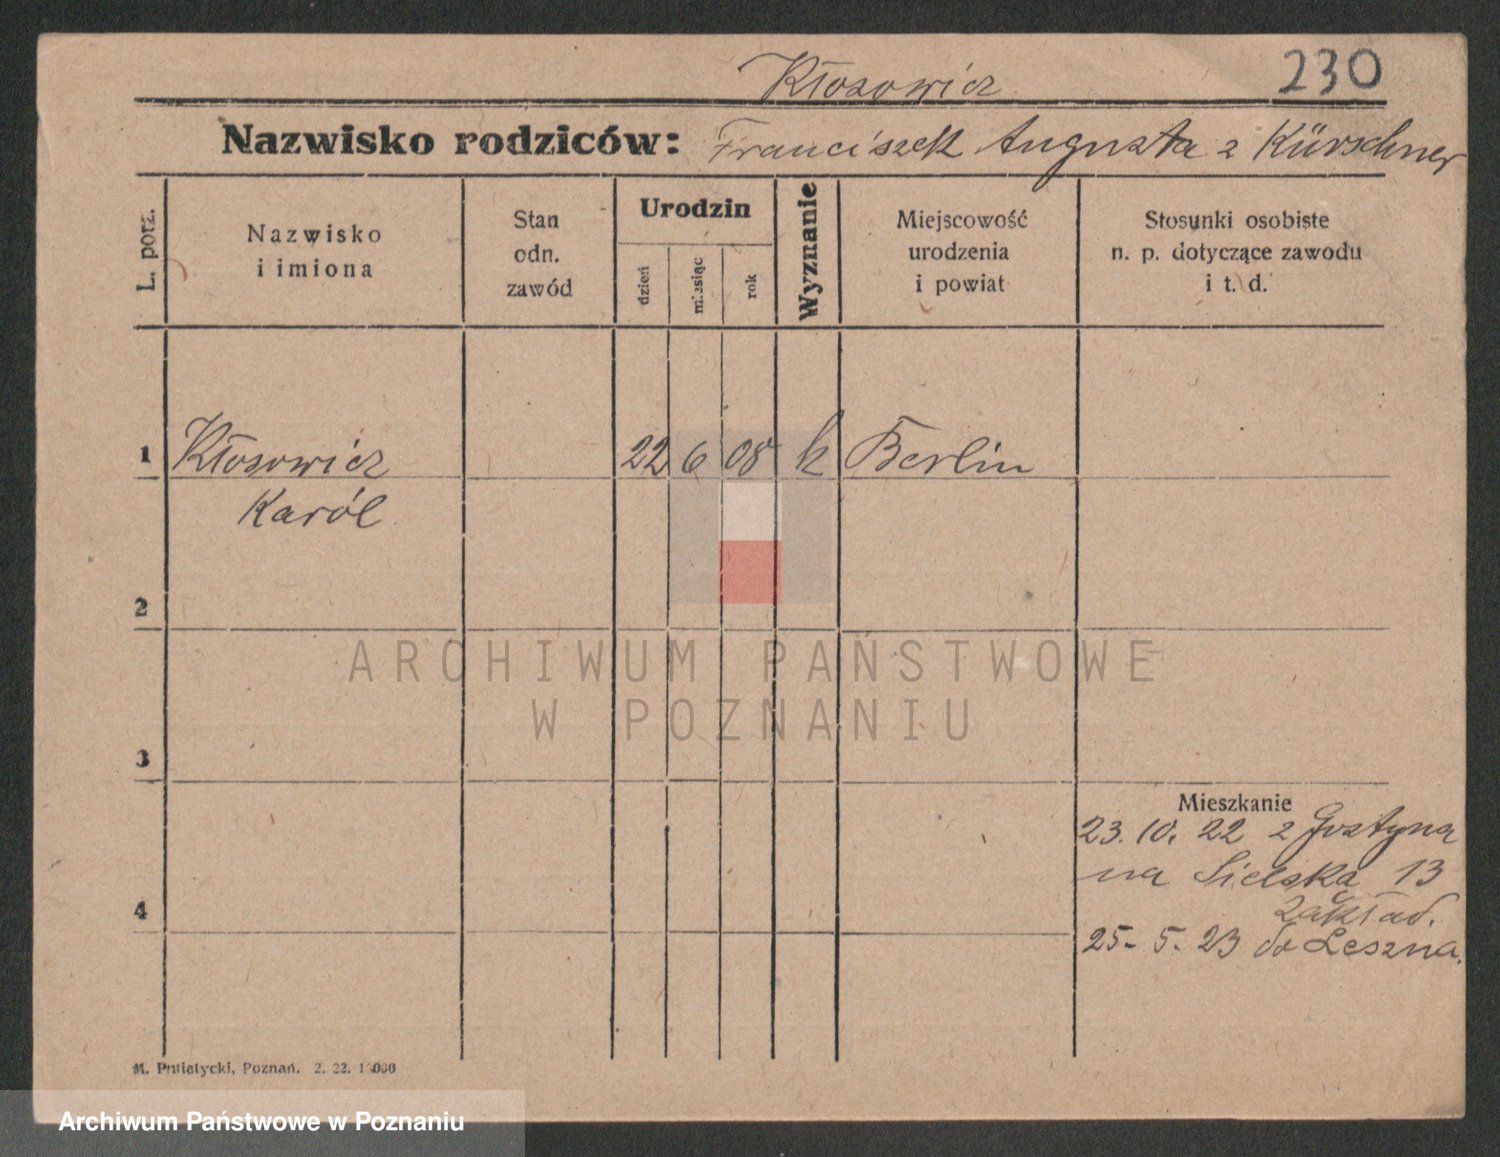 230
Kłosowicz
Nazwisko rodziców: Franciszek Augusta z Kürschner
L. porz.
Nazwisko
i imiona
Stan
odn.
zawód
Urodzin
dzień
miesiąc
rok
Wyznanie
Miejscowość
urodzenia
i powiat
Stosunki osobiste
n. p. dotyczące zawodu
i t. d.
1 Kłosowicz 22 6 08 k Berlin
Karól
2
ARCHIWUM PAŃSTWOWE
W POZNANIU
3
Mieszkanie
23. 10. 22 z Gostyna
na Sielska 13
4
Zakład.
25. 5. 23 do Leszna.
M. Putiatycki, Poznań. 2. 22.
Archiwum Państwowe w Poznaniu